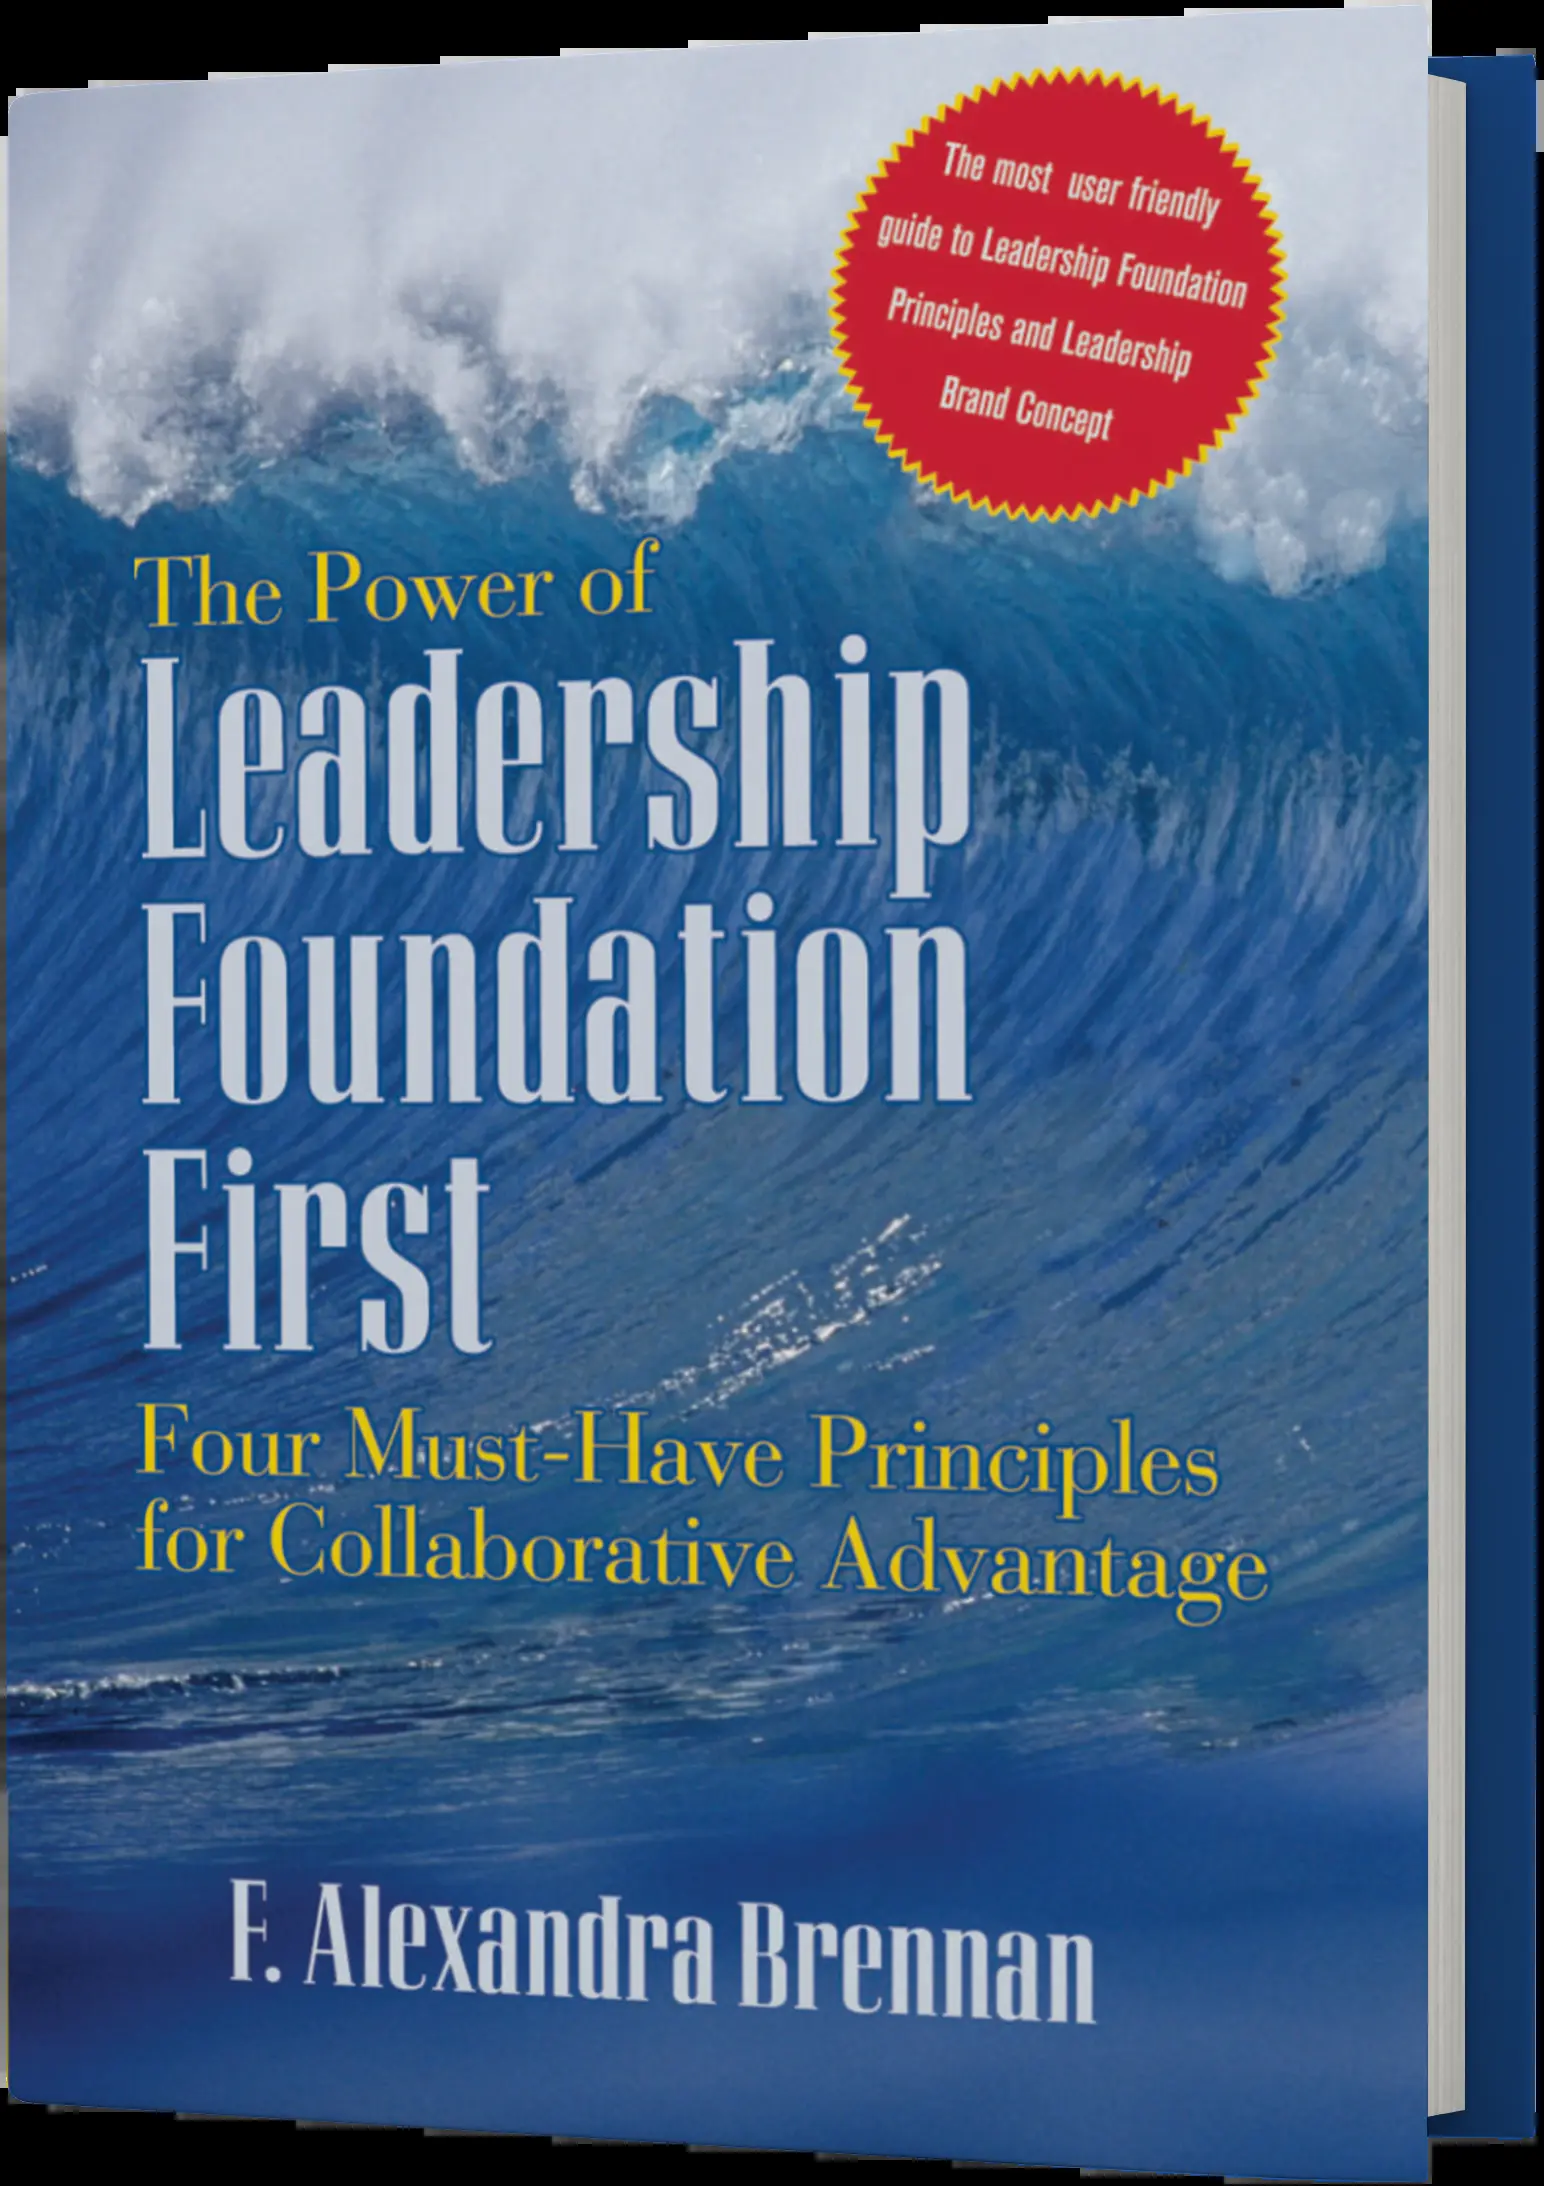 The most user friendly
guide to Leadership Foundation
Principles and Leadership
Brand Concept
The Power of
Leadership
Foundation
First
Four Must-Have Principles
for Collaborative Advantage
F. Alexandra Brennan